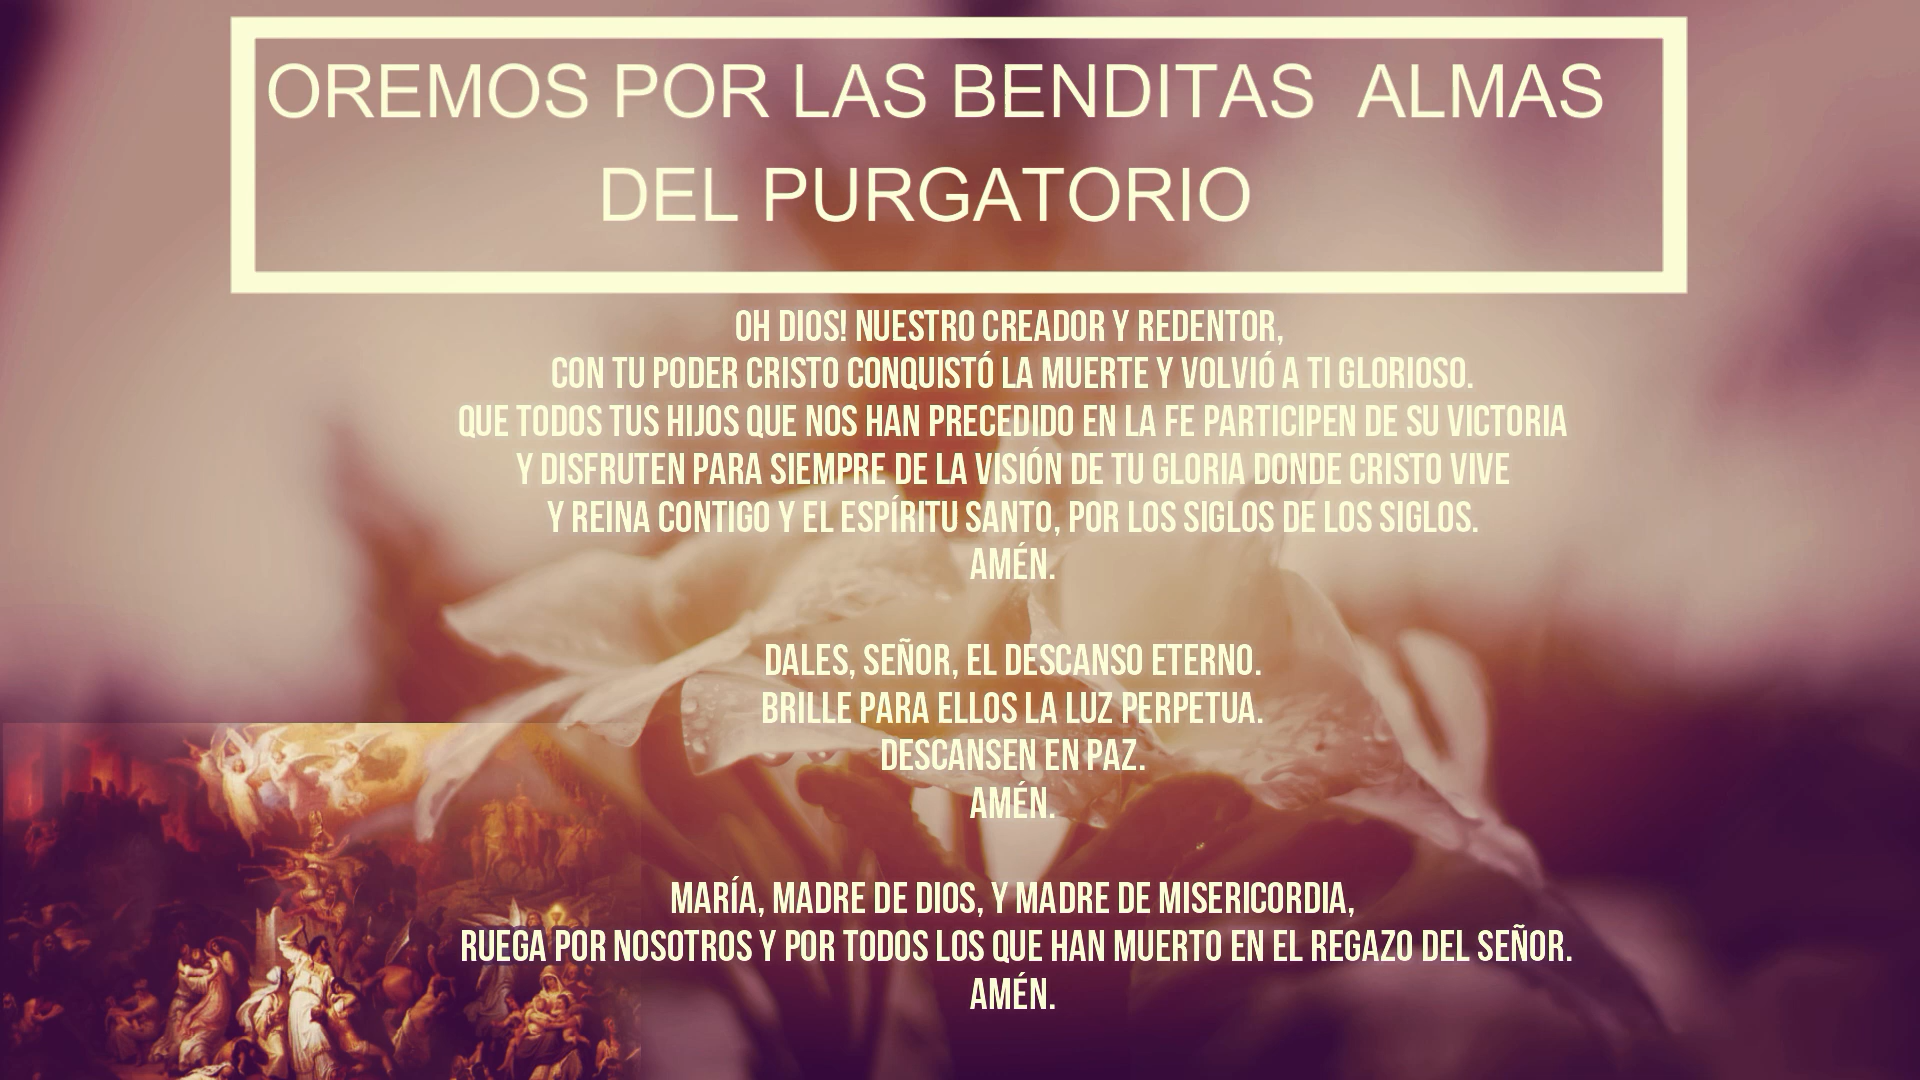 OREMOS POR LAS BENDITAS ALMAS
DEL PURGATORIO
OH DIOS! NUESTRO CREADOR Y REDENTOR,
CON TU PODER CRISTO CONQUISTÓ LA MUERTE Y VOLVIÓ A TI GLORIOSO.
QUE TODOS TUS HIJOS QUE NOS HAN PRECEDIDO EN LA FE PARTICIPEN DE SU VICTORIA
Y DISFRUTEN PARA SIEMPRE DE LA VISIÓN DE TU GLORIA DONDE CRISTO VIVE
Y REINA CONTIGO Y EL ESPÍRITU SANTO, POR LOS SIGLOS DE LOS SIGLOS.
AMÉN.
DALES, SEÑOR, EL DESCANSO ETERNO.
BRILLE PARA ELLOS LA LUZ PERPETUA.
DESCANSEN EN PAZ.
AMÉN.
MARÍA, MADRE DE DIOS, Y MADRE DE MISERICORDIA,
RUEGA POR NOSOTROS Y POR TODOS LOS QUE HAN MUERTO EN EL REGAZO DEL SEÑOR.
AMÉN.